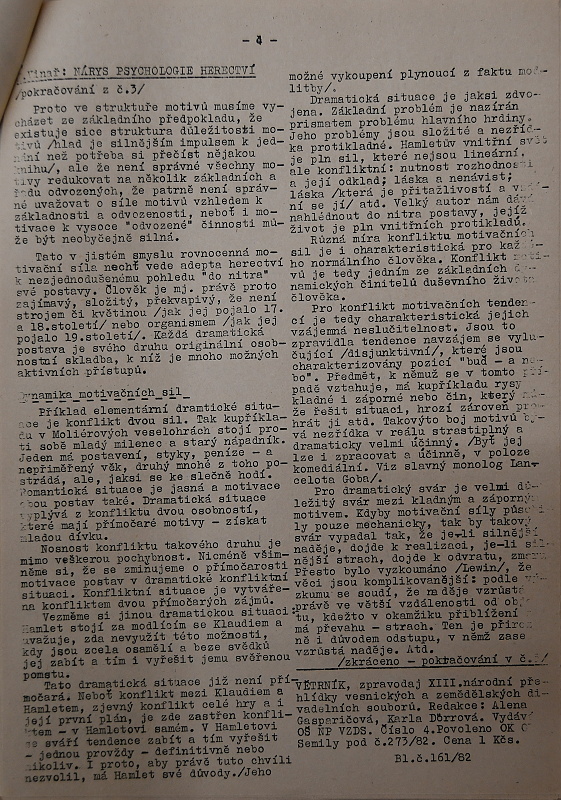 - 4 -
Vinař: NÁRYS PSYCHOLOGIE HERECTVÍ
/pokračování z č.3/
Proto ve struktuře motivů musíme vy-
cházet ze základního předpokladu, že
existuje sice struktura důležitosti mo-
tivů /hlad je silnějším impulsem k jed-
nání než potřeba si přečíst nějakou
knihu/, ale že není správné všechny mo-
tivy redukovat na několik základních a
řadu odvozených, že patrně není správ-
né uvažovat o síle motivů vzhledem k
základnosti a odvozenosti, neboť i mo-
tivace k vysoce "odvozené" činnosti mů-
že být neobyčejně silná.
Tato v jistém smyslu rovnocenná mo-
tivační síla nechť vede adepta herectví
k nezjednodušenému pohledu "do nitra"
své postavy. Člověk je mj. právě proto
zajímavý, složitý, překvapivý, že není
strojem či květinou /jak jej pojalo 17.
a 18.století/ nebo organismem /jak jej
pojalo 19.století/. Každá dramatická
postava je svého druhu originální osob-
nostní skladba, k níž je mnoho možných
aktivních přístupů.
Dynamika motivačních sil
Příklad elementární dramtické situ-
ace je konflikt dvou sil. Tak kupříkla-
du v Moliérových veselohrách stojí pro-
ti sobě mladý milenec a starý nápadník.
Jeden má postavení, styky, peníze - a
nepřiměřený věk, druhý mnohé z toho po-
strádá, ale, jaksi se ke slečně hodí.
Romantická situace je jasná a motivace
obou postav také. Dramatická situace
vyplývá z konfliktu dvou osobností,
které mají přímočaré motivy - získat
mladou dívku.
Nosnost konfliktu takového druhu je
mimo veškerou pochybnost. Nicméně všim-
něme si, že se zmiňujeme o přímočarosti
motivace postav v dramatické konfliktní
situaci. Konfliktní situace je vytváře-
na konfliktem dvou přímočarých zájmů.
Vezměme si jinou dramatickou situaci:
Hamlet stojí za modlícím se Klaudiem a
uvažuje, zda nevyužít této možnosti,
kdy jsou zcela osamělí a beze svědků
jej zabít a tím i vyřešit jemu svěřenou
pomstu.
Tato dramatická situace již není pří-
močará. Neboť konflikt mezi Klaudiem a
Hamletem, zjevný konflikt celé hry a i
její první plán, je zde zastřen konfli-
ktem - v Hamletovi samém. V Hamletovi
se sváří tendence zabít a tím vyřešit
- jednou provždy - definitivně nebo
nikoliv. I proto, aby právě tuto chvíli
nezvolil, má Hamlet své důvody./Jeho
možné vykoupení plynoucí z faktu mod-
litby/.
Dramatická situace je jaksi zdvo-
jena. Základní problém je nazírán
prismatem problému hlavního hrdiny.
Jeho problémy jsou složité a nezříd-
ka protikladné. Hamletův vnitřní svět
je pln sil, které nejsou lineární,
ale konfliktní: nutnost rozhodnosti
a její odklad; láska a nenávist;
láska /která je přitažlivostí a
ní se jí/ atd. Velký autor nám dává
nahlédnout do nitra postavy, jejíž
život je pln vnitřních protikladů.
Různá míra konfliktu motivačních
sil je i charakteristická pro každého
normálního člověka. Konflikt moti-
vů je tedy jedním ze základních dy-
namických činitelů duševního života
člověka.
Pro konflikt motivačních tenden-
cí je tedy charakteristická jejich
vzájemná neslučitelnost. Jsou to
zpravidla tendence navzájem se vylu-
čující /disjunktivní/, které jsou
charakterizovány pozicí "buď - a ne-
bo". Předmět, k němuž se v tomto pří-
padě vztahuje, má kupříkladu rysy
kladné i záporné nebo čin, který má-
že řešit situaci, hrozí zároveň pro-
hrát ji atd. Takovýto boj motivů bý-
vá nezřídka v reálu strastiplný a
dramaticky velmi účinný. /Byť jej
lze i zpracovat a účinně, v poloze
komediální. Viz slavný monolog Lan-
celota Goba/.
Pro dramatický svár je velmi dů-
ležitý svár mezi kladným a záporným
motivem. Kdyby motivační síly působi-
ly pouze mechanicky, tak by takový
svár vypadal tak, že je-li silnější
naděje, dojde k realizaci, je-li sil-
nější strach, dojde k odvratu,
Přesto bylo vyzkoumáno /Lewin/, že
věci jsou komplikovanější: podle vý-
zkumu se soudí, že naděje vzrůstá
právě ve větší vzdálenosti od obje-
tu, kdežto v okamžiku přiblížení
má převahu - strach. Ten je přiroze-
ně i důvodem odstupu, v němž zase
vzrůstá naděje. Atd.
/zkráceno - pokračování v č.
VĚTRNÍK, zpravodaj XIII.národní pře-
hlídky vesnických a zemědělských di-
vadelních souborů. Redakce: Alena
Gasparičová, Karla Dörrová. Vydává
OŠ NP VZDS. Číslo 4.Povoleno OK
Semily pod č.273/82. Cena 1 Kčs.
Bl.č.161/82